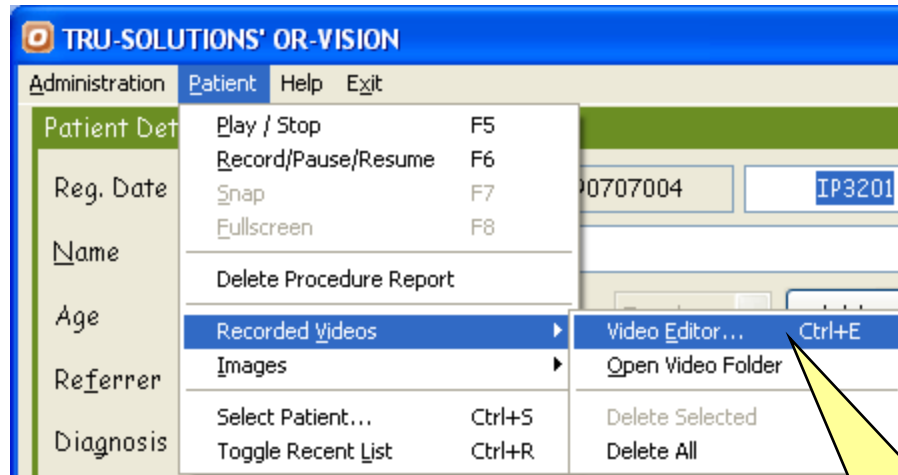 TRU-SOLUTIONS' OR-VISION
Administration Patient Help Exit
Patient Det
Play / Stop F5
Record/Pause/Resume F6
Reg. Date
90707004 IP3201
Snap F7
Fullscreen F8
Name
Delete Procedure Report
Age
Recorded Videos
Video Editor... Ctrl+E
Images
Open Video Folder
Referrer
Select Patient... Ctrl+S
Delete Selected
Diagnosis
Toggle Recent List Ctrl+R
Delete All